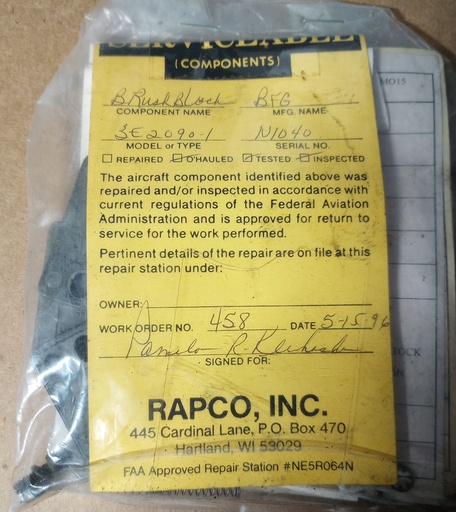 SERVICEABLE
(COMPONENTS)
MO15
BRushBlock BFG
COMPONENT NAME MFG. NAME
3E2090-1 N1040
MODEL or TYPE SERIAL NO.
REPAIRED O'HAULED TESTED INSPECTED
The aircraft component identified above was
repaired and/or inspected in accordance with
current regulations of the Federal Aviation
Administration and is approved for return to
service for the work performed.
Pertinent details of the repair are on file at this
repair station under:
OWNER:
WORK ORDER NO. 458 DATE 5-15-96
Pamela R
SIGNED FOR:
RAPCO, INC.
445 Cardinal Lane, P.O. Box 470
Hartland, WI 53029
FAA Approved Repair Station #NE5R064N